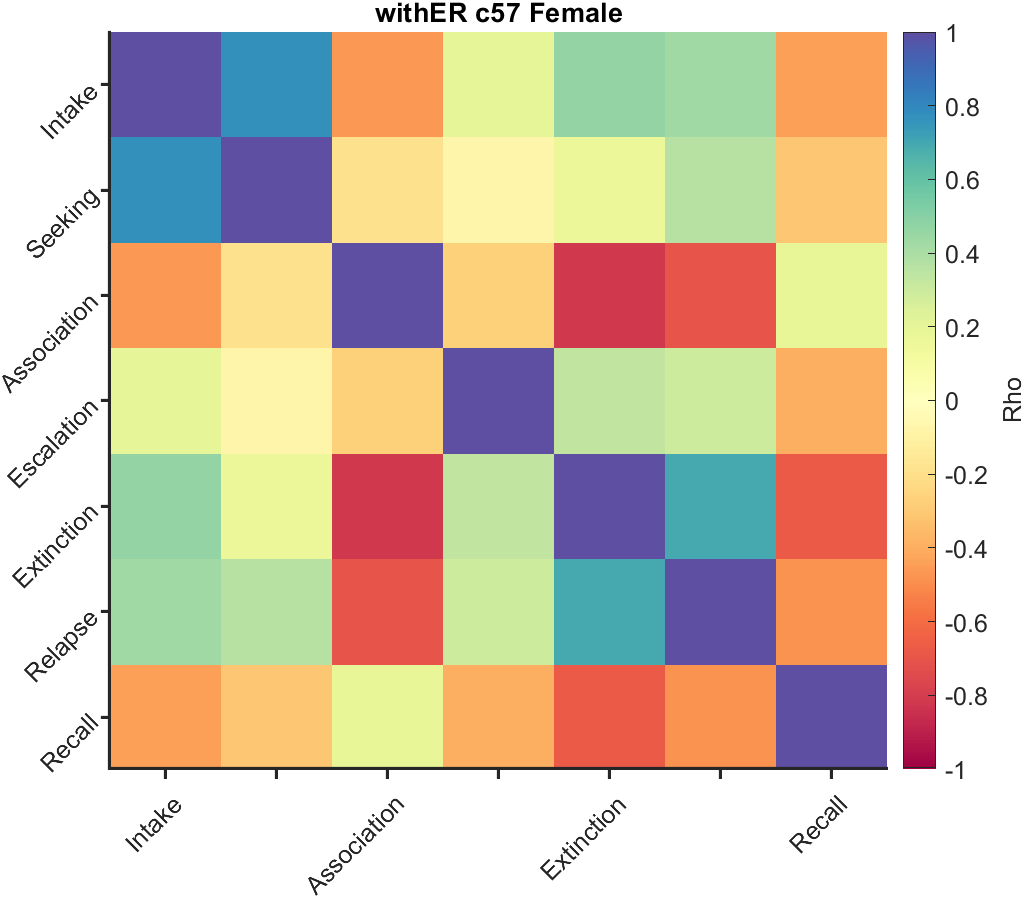 withER c57 Female
Intake
Seeking
Association
Escalation
Extinction
Relapse
Recall
Intake
Association
Extinction
Recall
1
0.8
0.6
0.4
0.2
0
-0.2
-0.4
-0.6
-0.8
-1
Rho